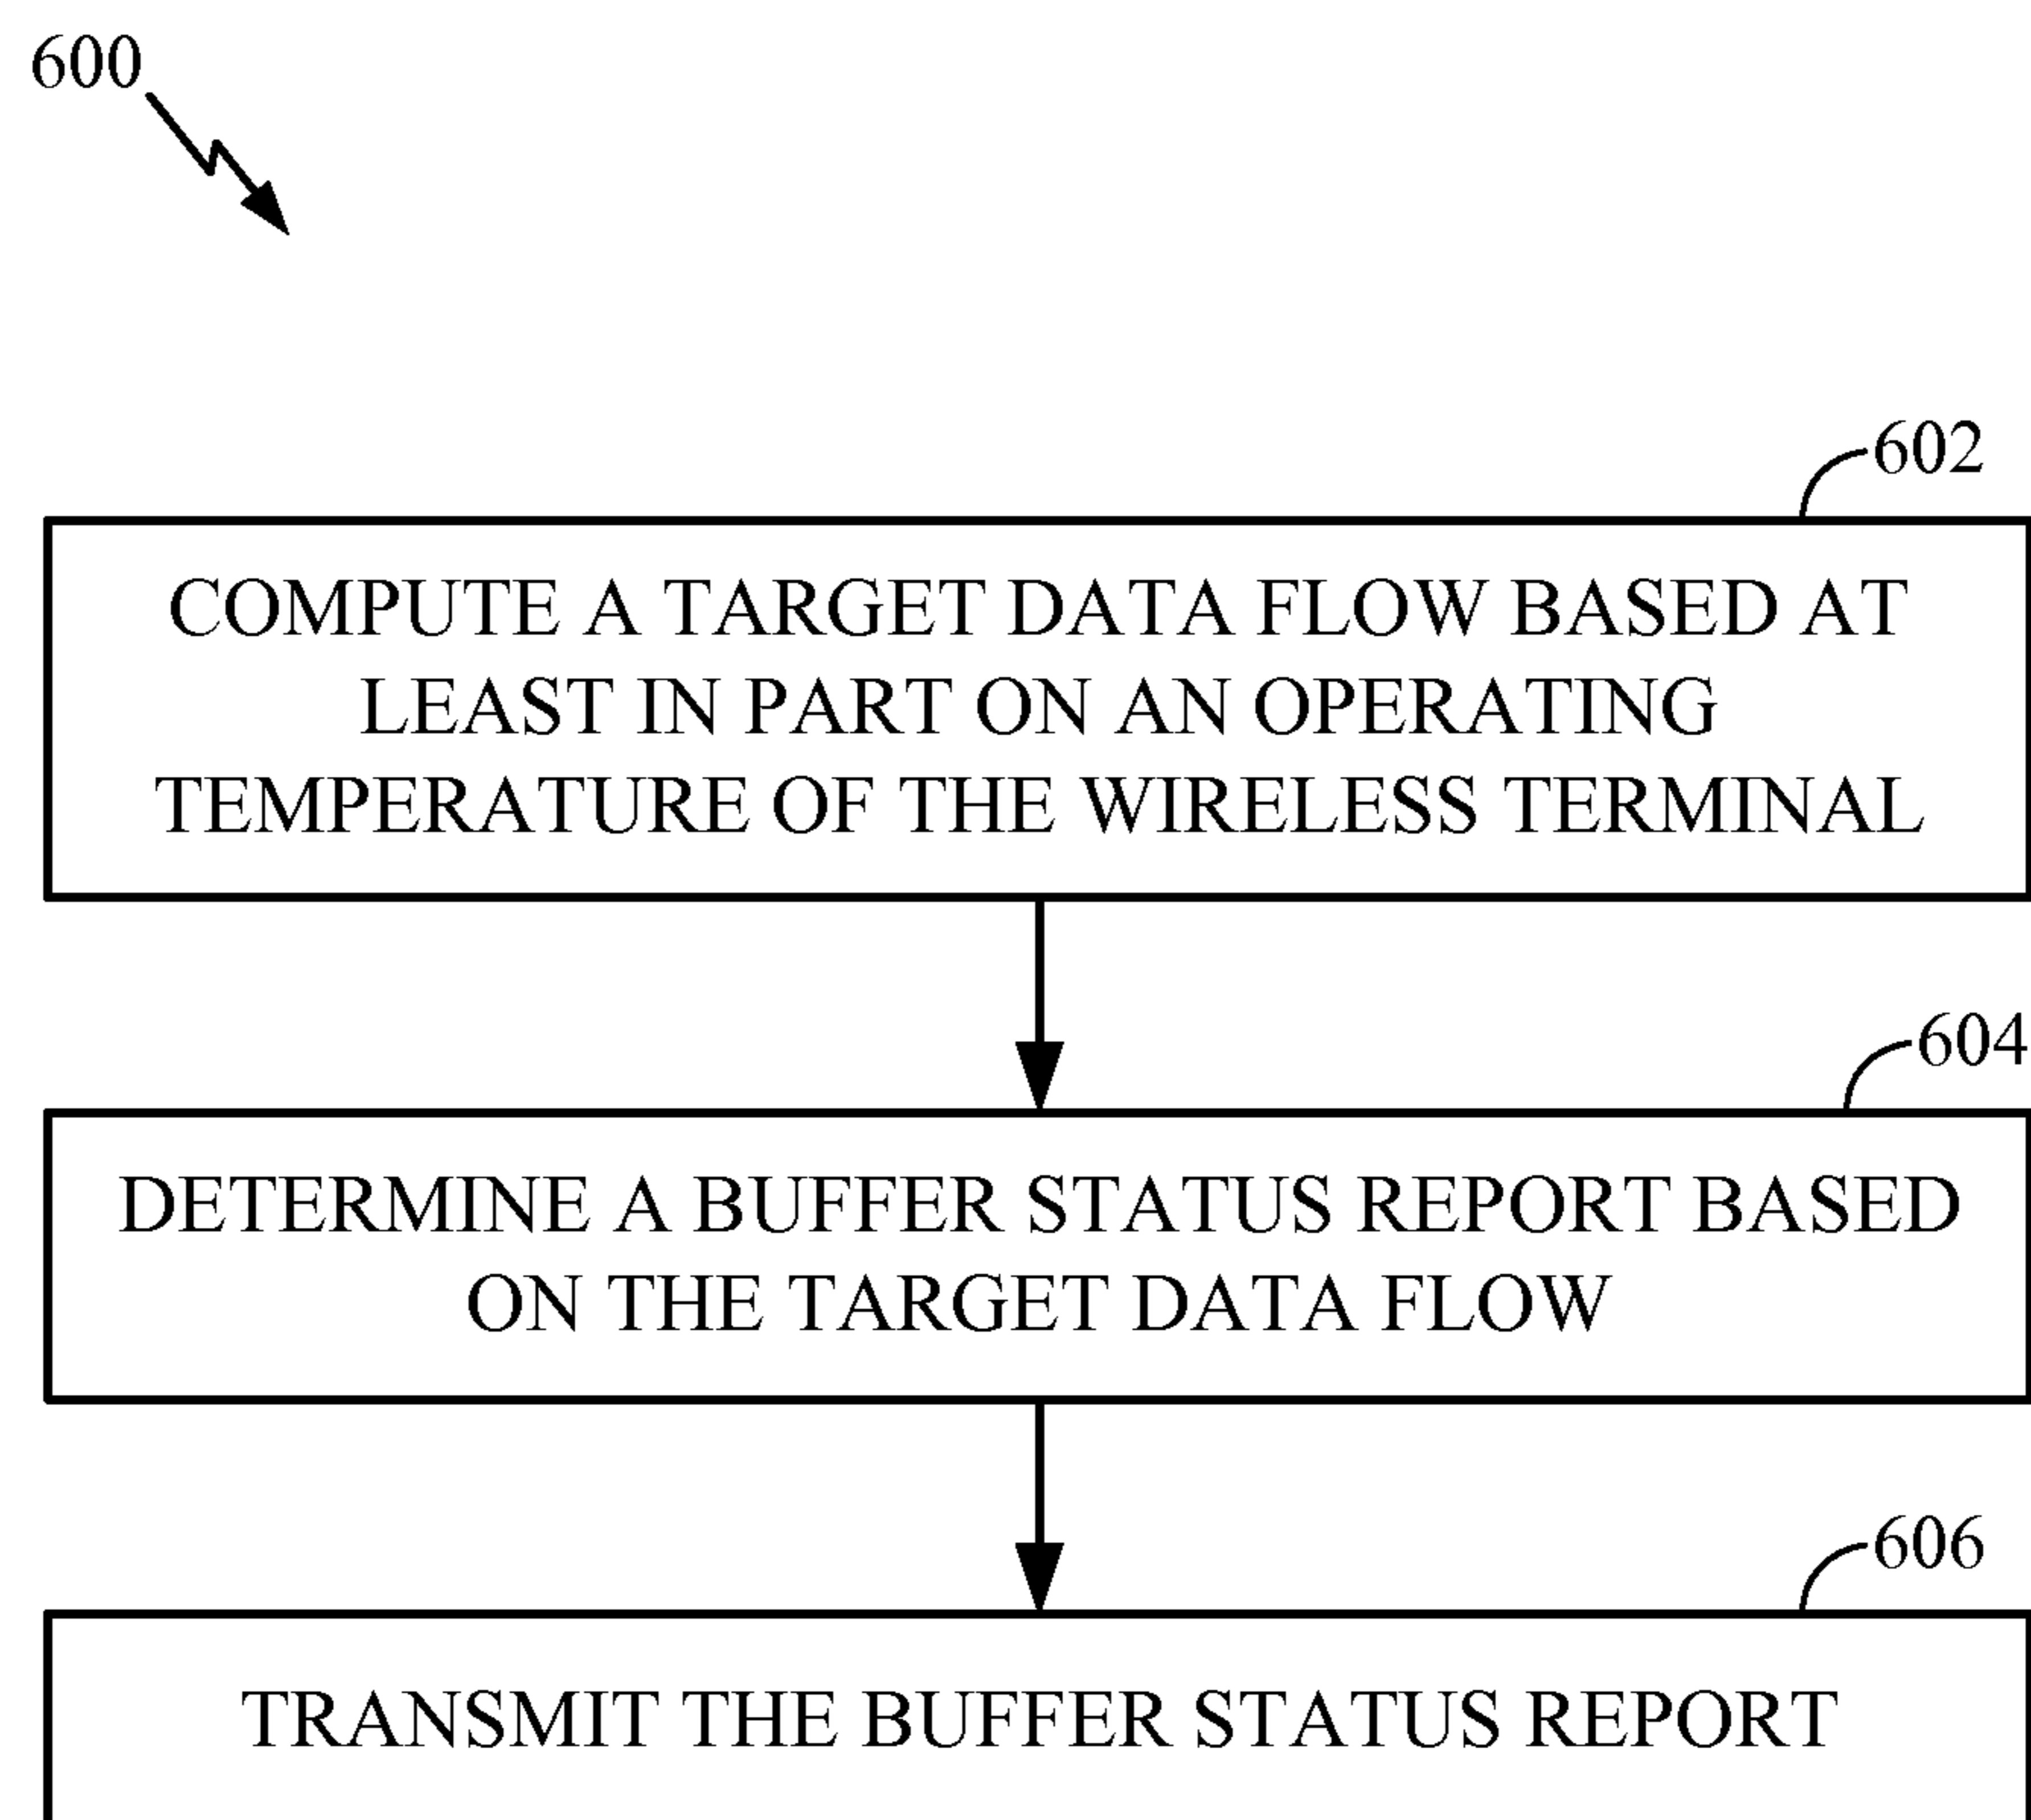 600
602
COMPUTE A TARGET DATA FLOW BASED AT
LEAST IN PART ON AN OPERATING
TEMPERATURE OF THE WIRELESS TERMINAL
604
DETERMINE A BUFFER STATUS REPORT BASED
ON THE TARGET DATA FLOW
606
TRANSMIT THE BUFFER STATUS REPORT